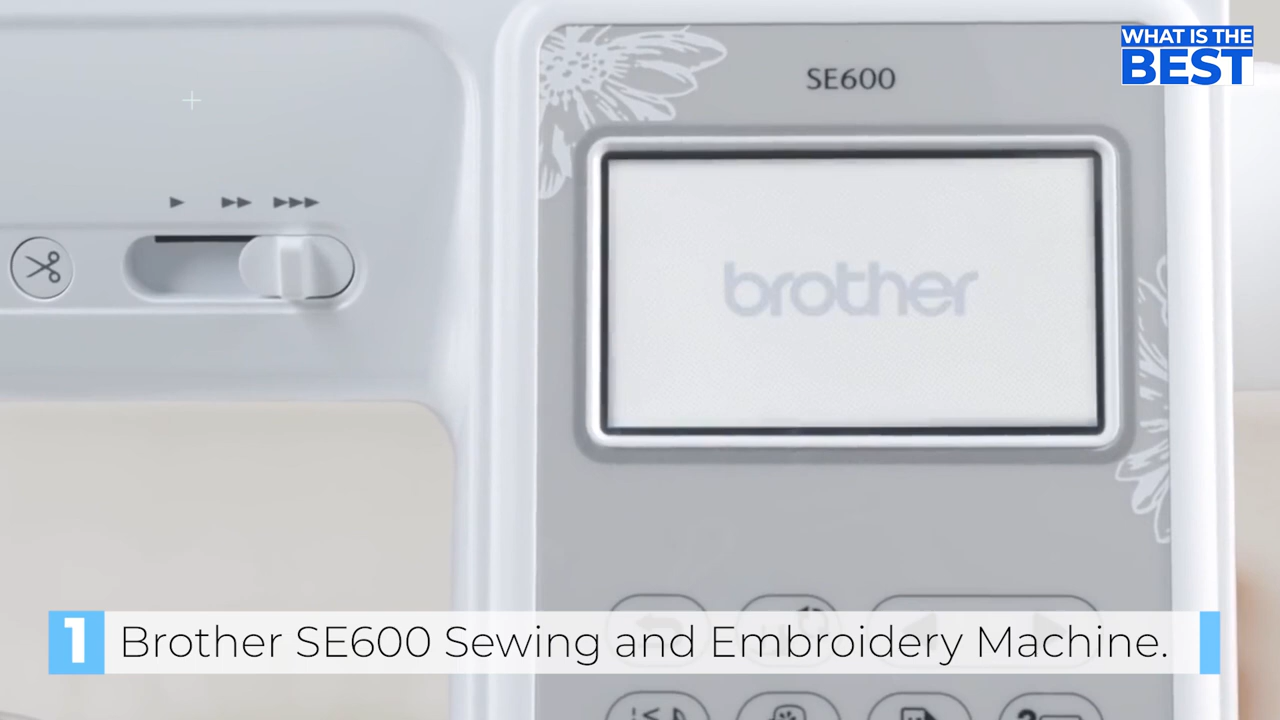 WHAT IS THE
BEST
SE600
brother
1 Brother SE600 Sewing and Embroidery Machine.